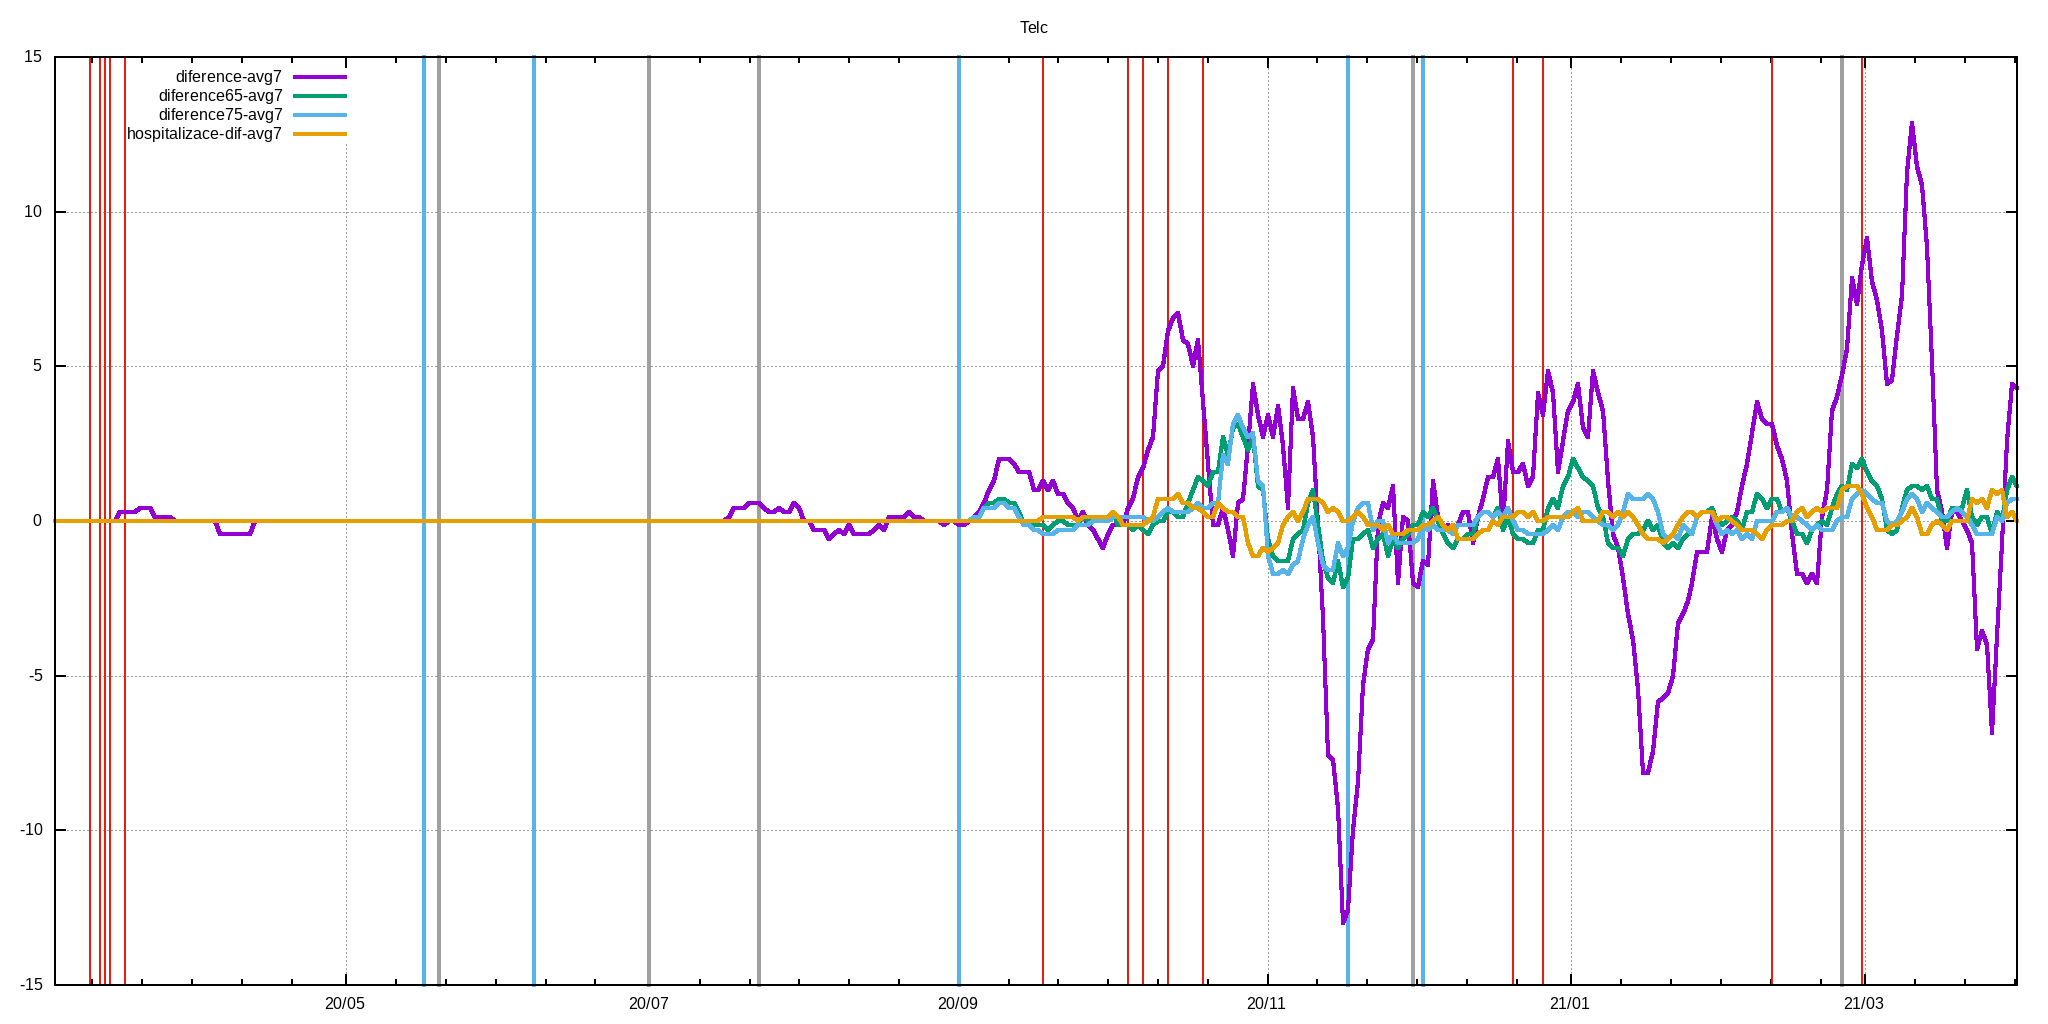 Telc
15
diference-avg7
diference65-avg7
diference75-avg7
hospitalizace-dif-avg7
10
5
0
-5
-10
-15
20/05 20/07 20/09 20/11 21/01 21/03